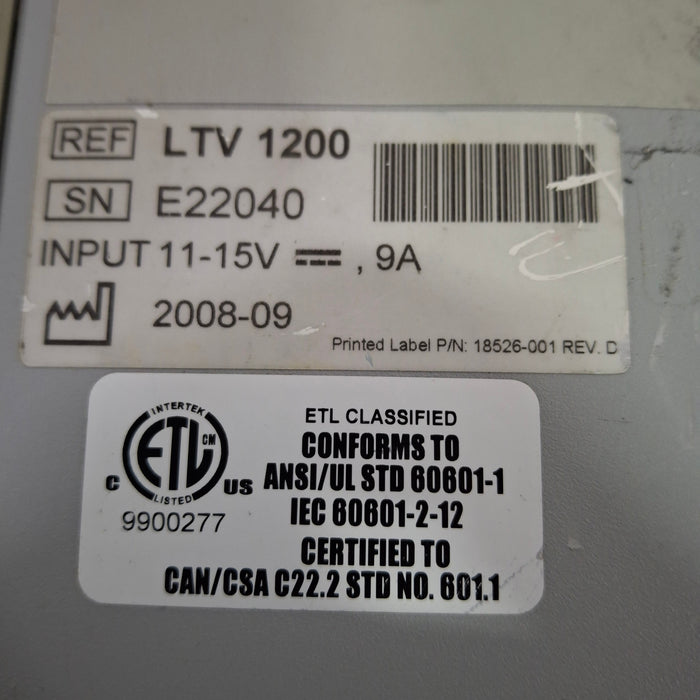 REF LTV 1200
SN E22040
INPUT 11-15V ⎓, 9A
2008-09
Printed Label P/N: 18526-001 REV. D
INTERTEK
ETL CM
LISTED
C US
9900277
ETL CLASSIFIED
CONFORMS TO
ANSI/UL STD 60601-1
IEC 60601-2-12
CERTIFIED TO
CAN/CSA C22.2 STD NO. 601.1